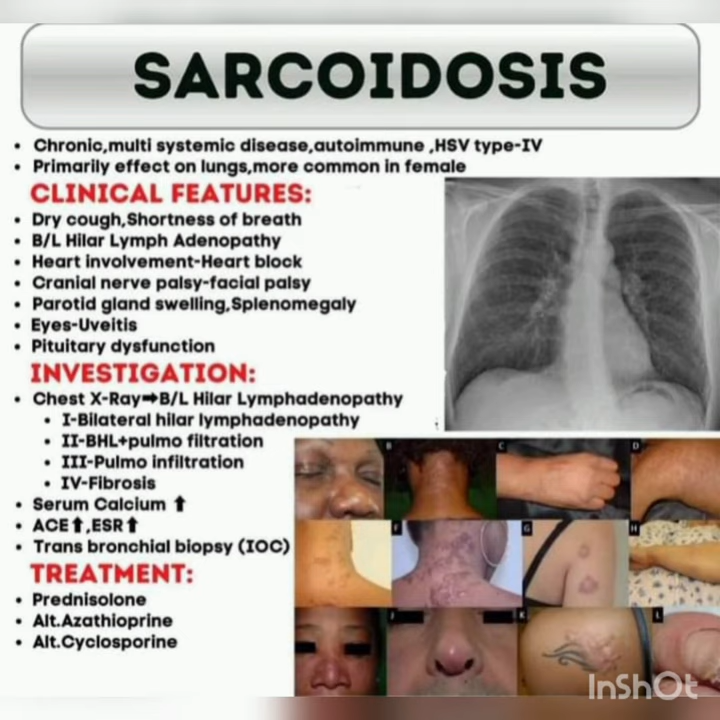 SARCOIDOSIS
• Chronic,multi systemic disease,autoimmune ,HSV type-IV
• Primarily effect on lungs,more common in female
CLINICAL FEATURES:
• Dry cough,Shortness of breath
• B/L Hilar Lymph Adenopathy
• Heart involvement-Heart block
• Cranial nerve palsy-facial palsy
• Parotid gland swelling,Splenomegaly
• Eyes-Uveitis
• Pituitary dysfunction
INVESTIGATION:
• Chest X-Ray➡B/L Hilar Lymphadenopathy
• I-Bilateral hilar lymphadenopathy
• II-BHL+pulmo filtration
• III-Pulmo infiltration
• IV-Fibrosis
• Serum Calcium ⬆
• ACE⬆,ESR⬆
• Trans bronchial biopsy (IOC)
TREATMENT:
• Prednisolone
• Alt.Azathioprine
• Alt.Cyclosporine
B C D
F G H
J K L
InShOt